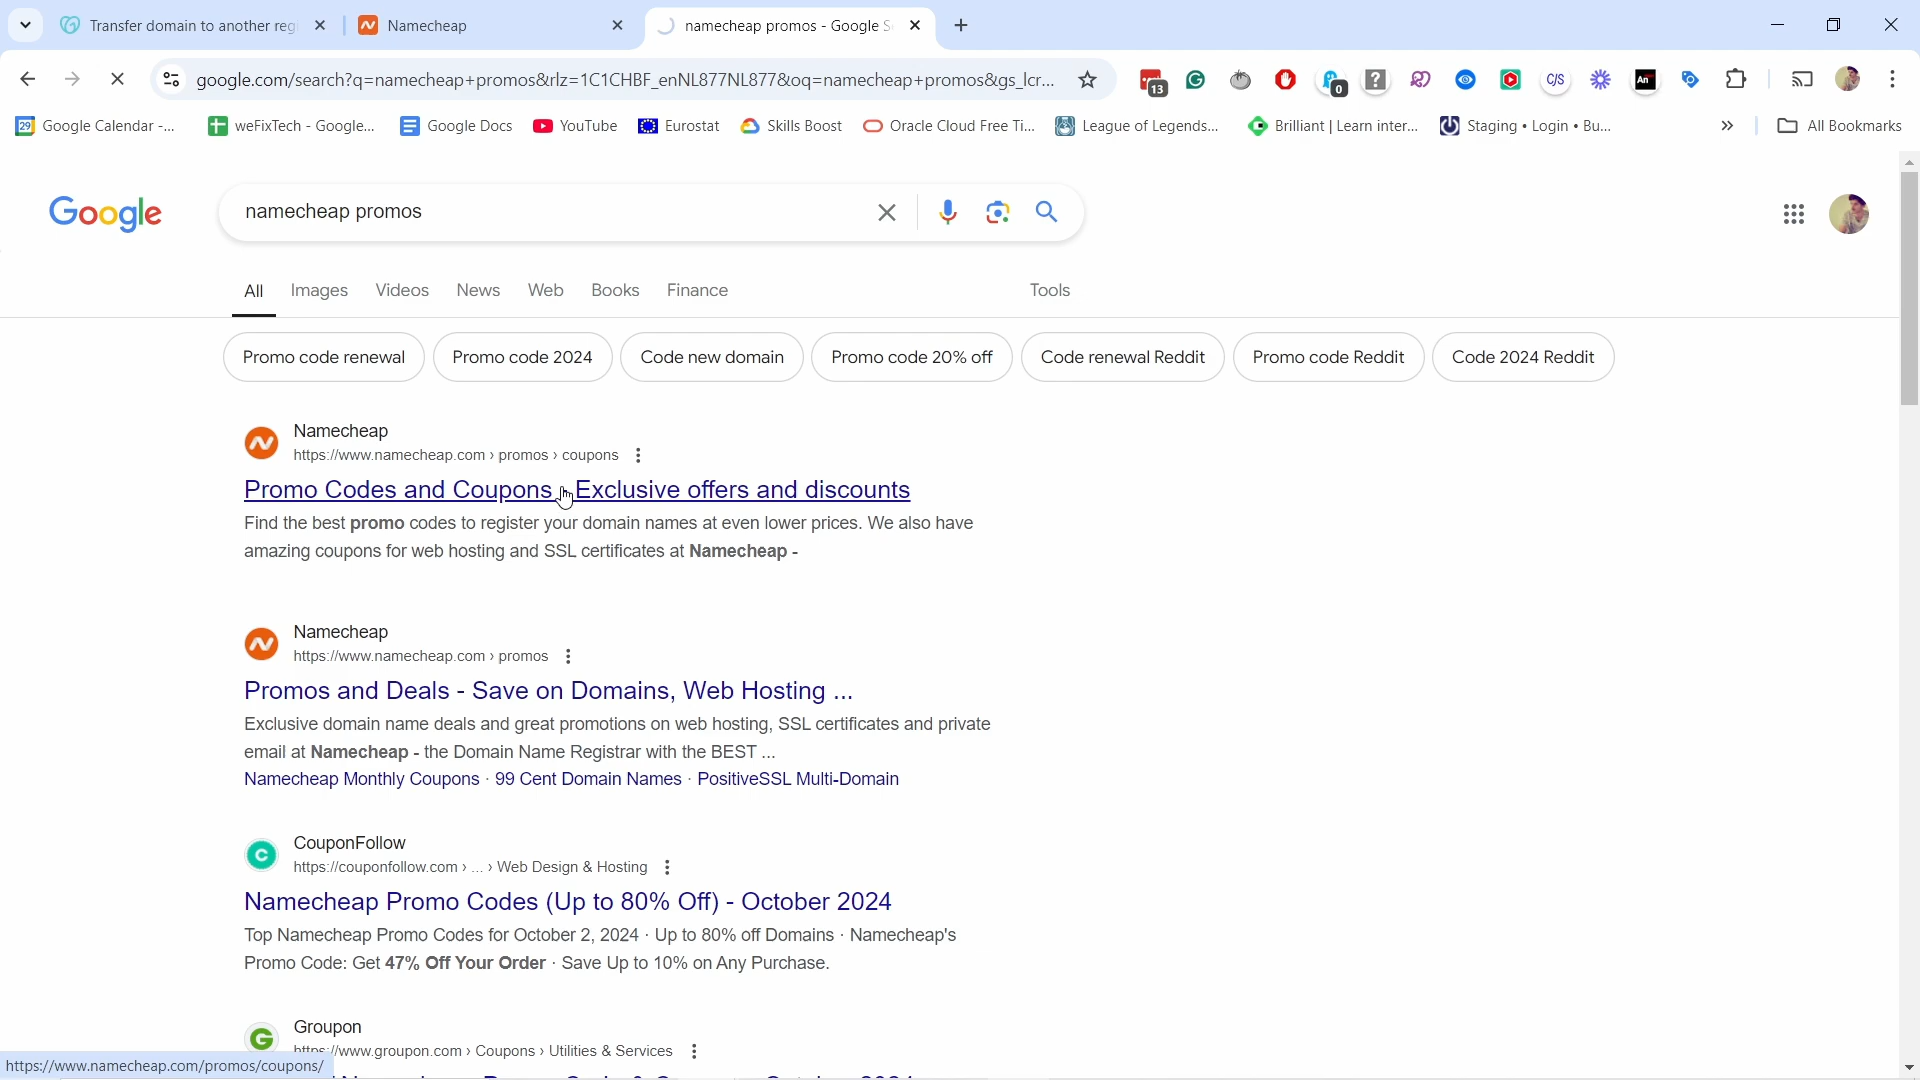 Transfer domain to another reg
Namecheap
namecheap promos - Google S
google.com/search?q=namecheap+promos&rlz=1C1CHBF_enNL877NL877&oq=namecheap+promos&gs_lcr...
13
0
C/S
An
29
Google Calendar -...
weFixTech - Google...
Google Docs
YouTube
Eurostat
Skills Boost
Oracle Cloud Free Ti...
League of Legends...
Brilliant | Learn inter...
Staging • Login • Bu...
All Bookmarks
Google
namecheap promos
All
Images
Videos
News
Web
Books
Finance
Tools
Promo code renewal
Promo code 2024
Code new domain
Promo code 20% off
Code renewal Reddit
Promo code Reddit
Code 2024 Reddit
Namecheap
https://www.namecheap.com › promos › coupons
Promo Codes and Coupons - Exclusive offers and discounts
Find the best promo codes to register your domain names at even lower prices. We also have
amazing coupons for web hosting and SSL certificates at Namecheap -
Namecheap
https://www.namecheap.com › promos
Promos and Deals - Save on Domains, Web Hosting ...
Exclusive domain name deals and great promotions on web hosting, SSL certificates and private
email at Namecheap - the Domain Name Registrar with the BEST ...
Namecheap Monthly Coupons · 99 Cent Domain Names · PositiveSSL Multi-Domain
CouponFollow
https://couponfollow.com › ... › Web Design & Hosting
Namecheap Promo Codes (Up to 80% Off) - October 2024
Top Namecheap Promo Codes for October 2, 2024 · Up to 80% off Domains · Namecheap's
Promo Code: Get 47% Off Your Order · Save Up to 10% on Any Purchase.
Groupon
https://www.groupon.com › Coupons › Utilities & Services
https://www.namecheap.com/promos/coupons/